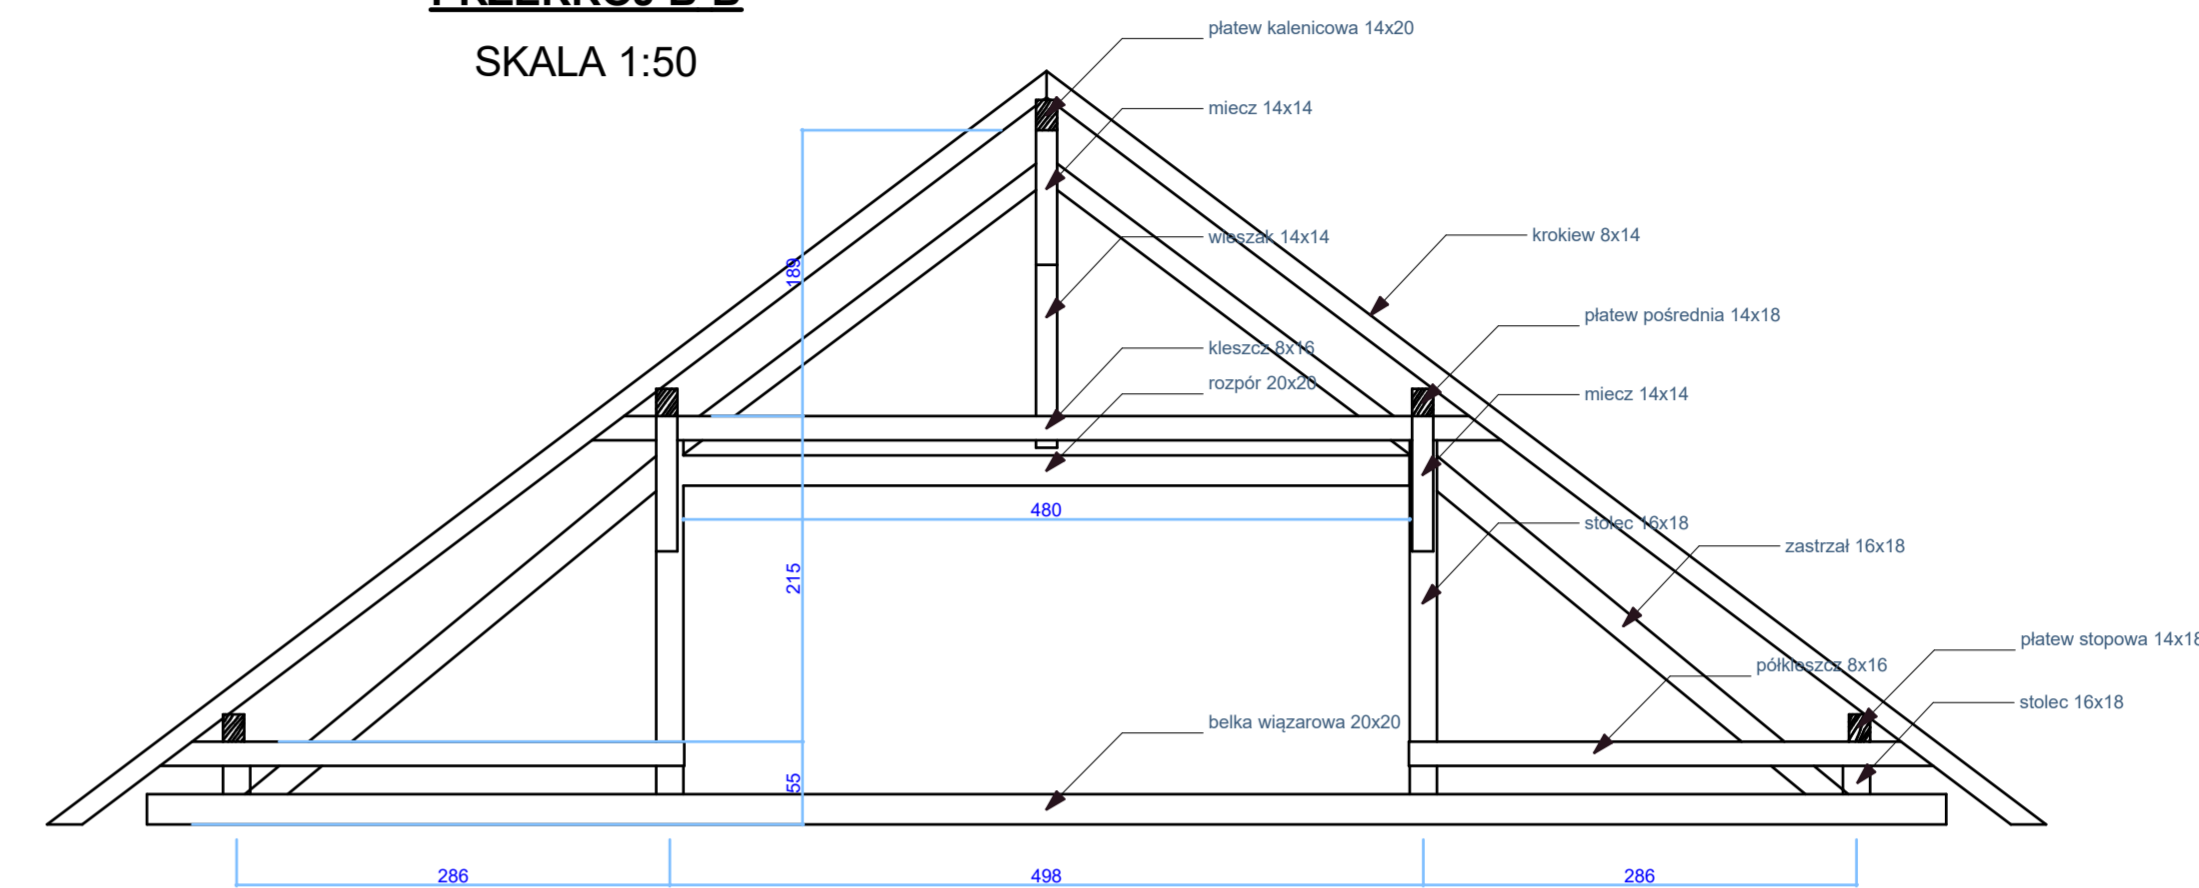 PRZEKRÓJ B-B
SKALA 1:50
płatew kalenicowa 14x20
miecz 14x14
wieszak 14x14
krokiew 8x14
189
płatew pośrednia 14x18
kleszcz 8x16
rozpór 20x20
miecz 14x14
480
stolec 16x18
zastrzał 16x18
215
płatew stopowa 14x18
półkleszcz 8x16
stolec 16x18
belka wiązarowa 20x20
55
286
498
286